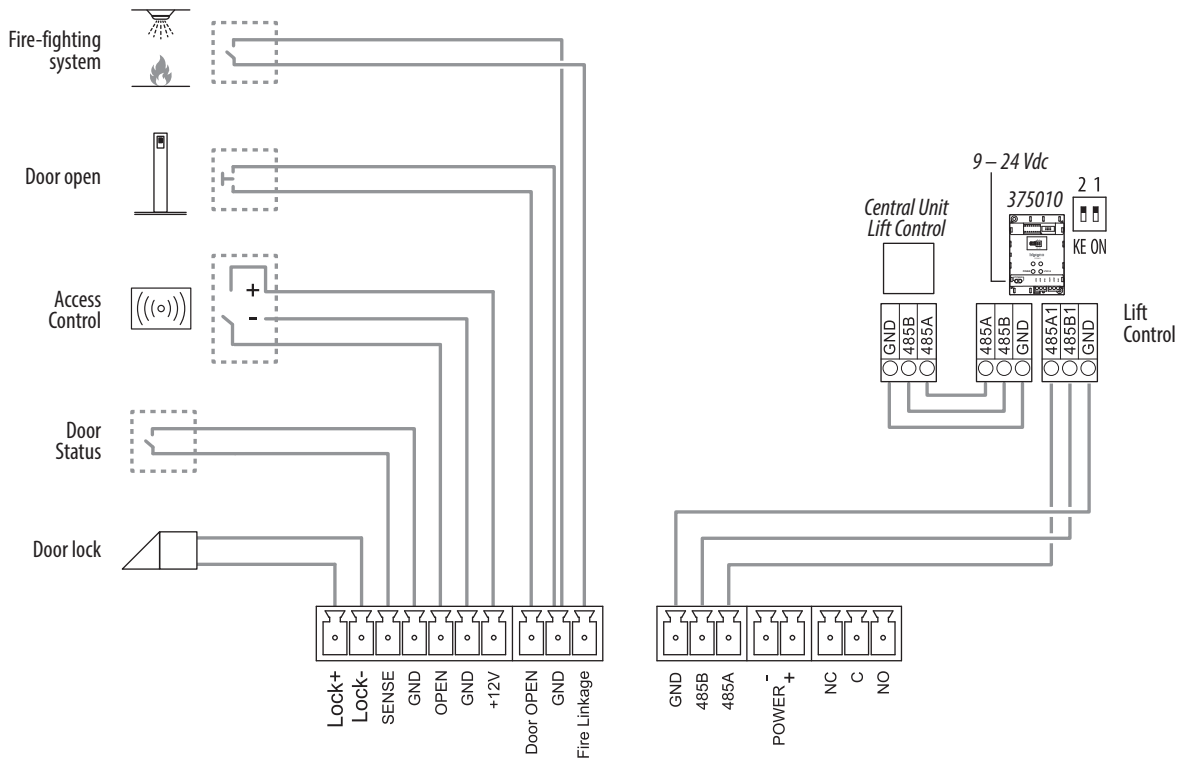 Fire-fighting
system
Door open
Access
Control
+
-
Door
Status
Door lock
Lock+
Lock-
SENSE
GND
OPEN
GND
+12V
Door OPEN
GND
Fire Linkage
9 – 24 Vdc
Central Unit
Lift Control
375010
2 1
KE ON
GND
485B
485A
485A
485B
GND
485A1
485B1
GND
Lift
Control
GND
485B
485A
- +
POWER
NC
C
NO